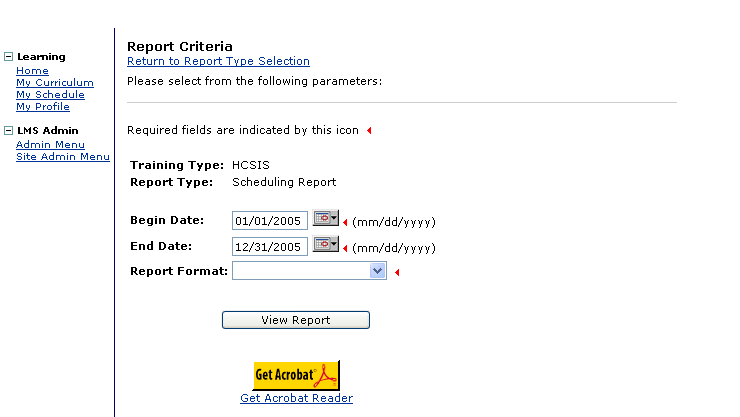 Learning
Home
My Curriculum
My Schedule
My Profile
LMS Admin
Admin Menu
Site Admin Menu
Report Criteria
Return to Report Type Selection
Please select from the following parameters:
Required fields are indicated by this icon
Training Type: HCSIS
Report Type: Scheduling Report
Begin Date: 01/01/2005 (mm/dd/yyyy)
End Date: 12/31/2005 (mm/dd/yyyy)
Report Format:
View Report
Get Acrobat
Get Acrobat Reader